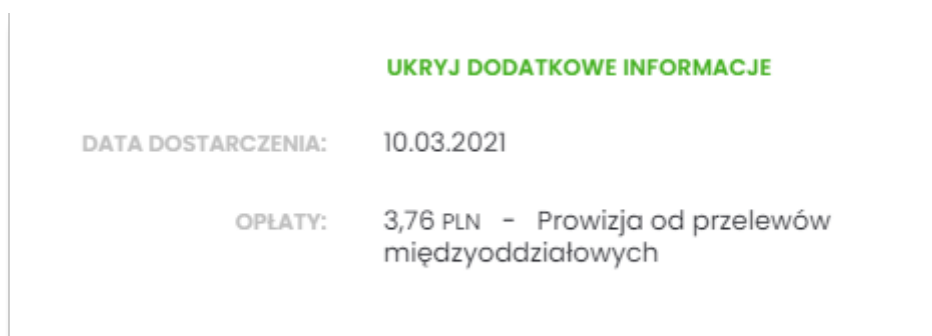 UKRYJ DODATKOWE INFORMACJE
DATA DOSTARCZENIA: 10.03.2021
OPŁATY: 3,76 PLN - Prowizja od przelewów
międzyoddziałowych